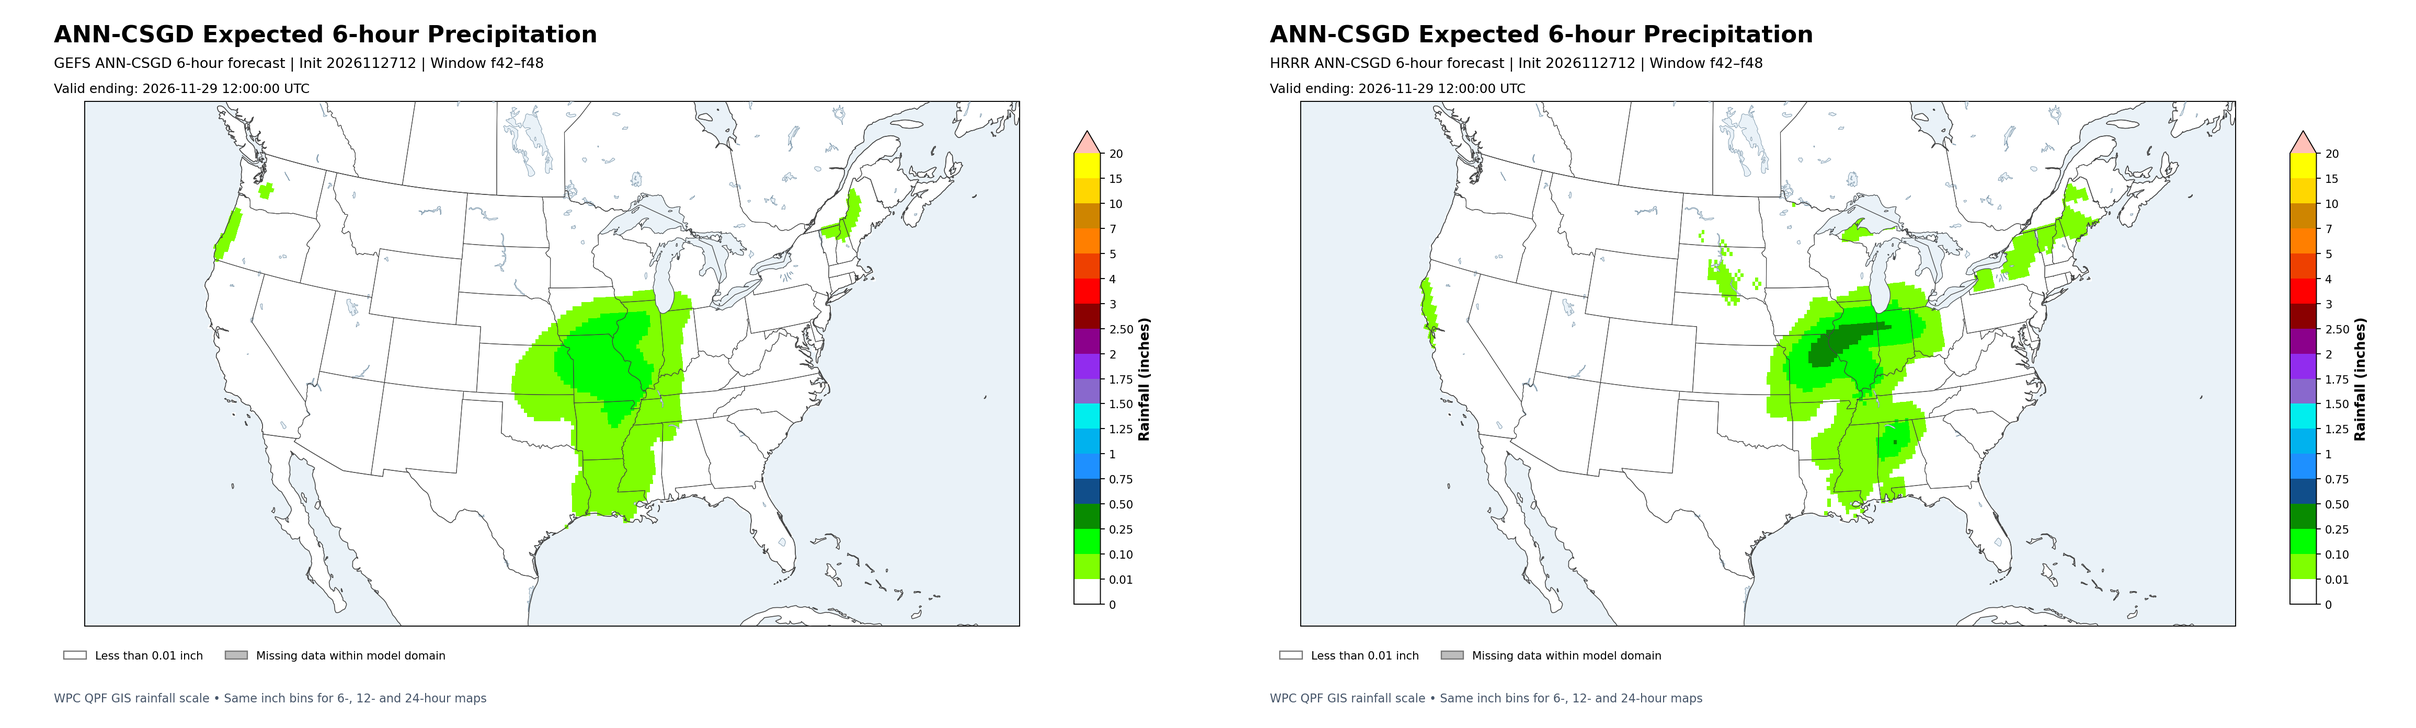 ANN-CSGD Expected 6-hour Precipitation
GEFS ANN-CSGD 6-hour forecast | Init 2026112712 | Window f42–f48
Valid ending: 2026-11-29 12:00:00 UTC
20
15
10
7
5
4
3
2.50
2
1.75
1.50
1.25
1
0.75
0.50
0.25
0.10
0.01
0
Rainfall (inches)
Less than 0.01 inch
Missing data within model domain
WPC QPF GIS rainfall scale • Same inch bins for 6-, 12- and 24-hour maps
ANN-CSGD Expected 6-hour Precipitation
HRRR ANN-CSGD 6-hour forecast | Init 2026112712 | Window f42–f48
Valid ending: 2026-11-29 12:00:00 UTC
20
15
10
7
5
4
3
2.50
2
1.75
1.50
1.25
1
0.75
0.50
0.25
0.10
0.01
0
Rainfall (inches)
Less than 0.01 inch
Missing data within model domain
WPC QPF GIS rainfall scale • Same inch bins for 6-, 12- and 24-hour maps